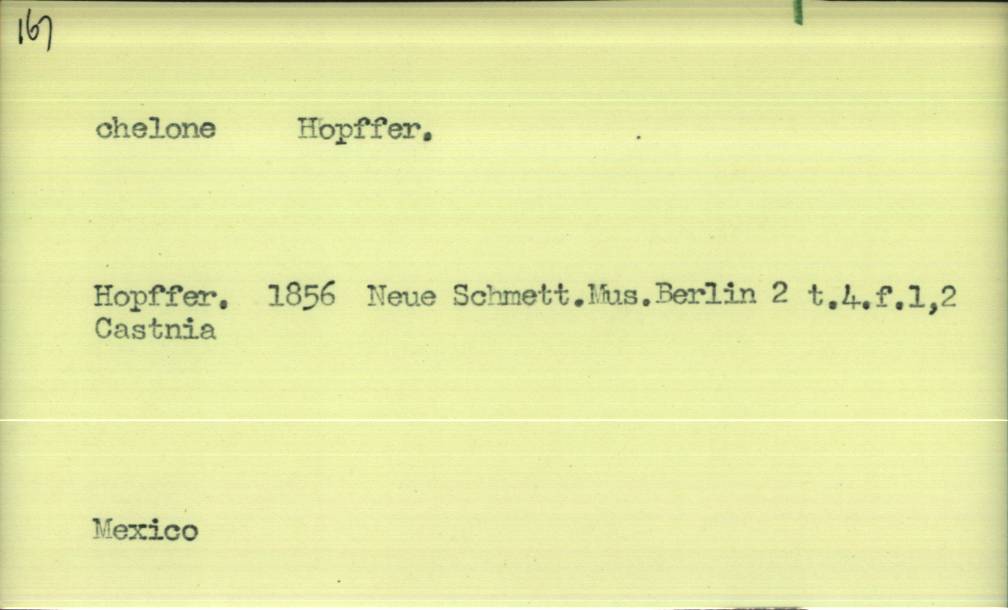 167
chelone Hopffer.
Hopffer. 1856 Neue Schmett.Mus.Berlin 2 t.4.f.1,2
Castnia
Mexico